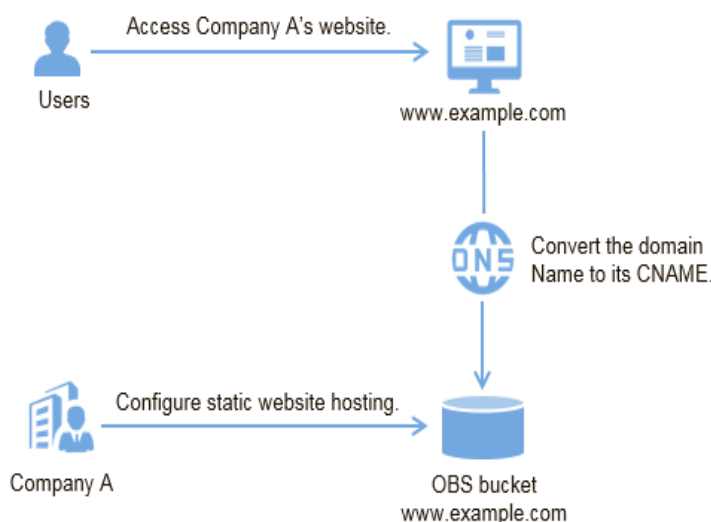 Access Company A's website.
Users
www.example.com
DNS
Convert the domain
Name to its CNAME.
Configure static website hosting.
Company A
OBS bucket
www.example.com